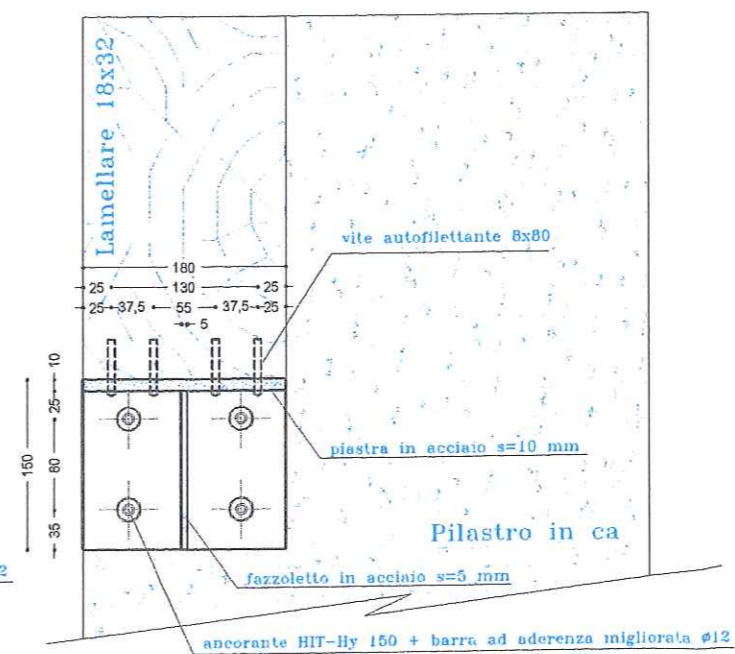 Lamellare 18x32
vite autofilettante 8x80
180
25 130 25
25 37,5 55 37,5 25
5
10
25
150
80
35
piastra in acciaio s=10 mm
Pilastro in ca
2
fazzoletto in acciaio s=5 mm
ancorante HIT-Hy 150 + barra ad aderenza migliorata ø12